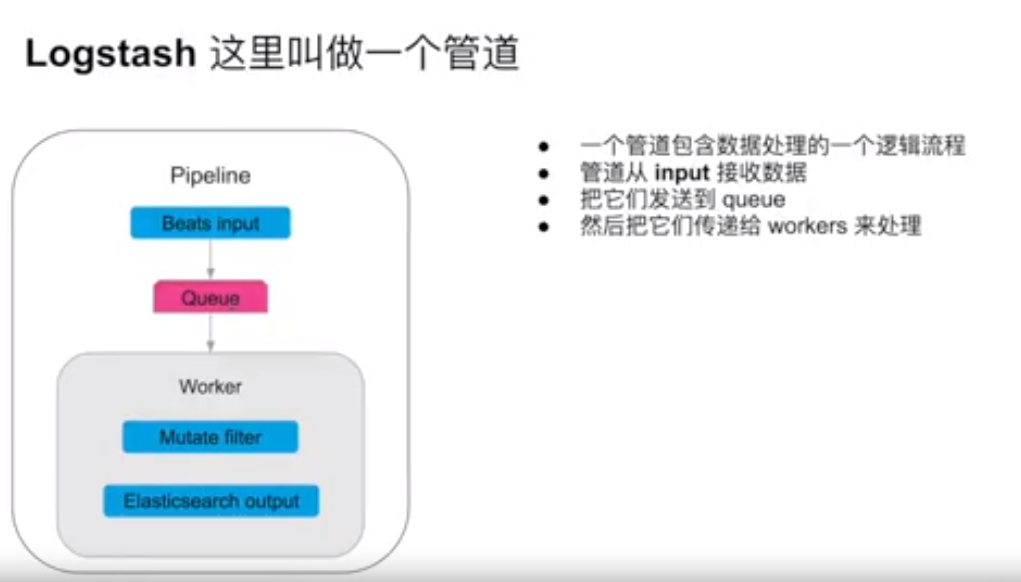 Logstash 这里叫做一个管道
Pipeline
Beats input
Queue
Worker
Mutate filter
Elasticsearch output
● 一个管道包含数据处理的一个逻辑流程
● 管道从 input 接收数据
● 把它们发送到 queue
● 然后把它们传递给 workers 来处理